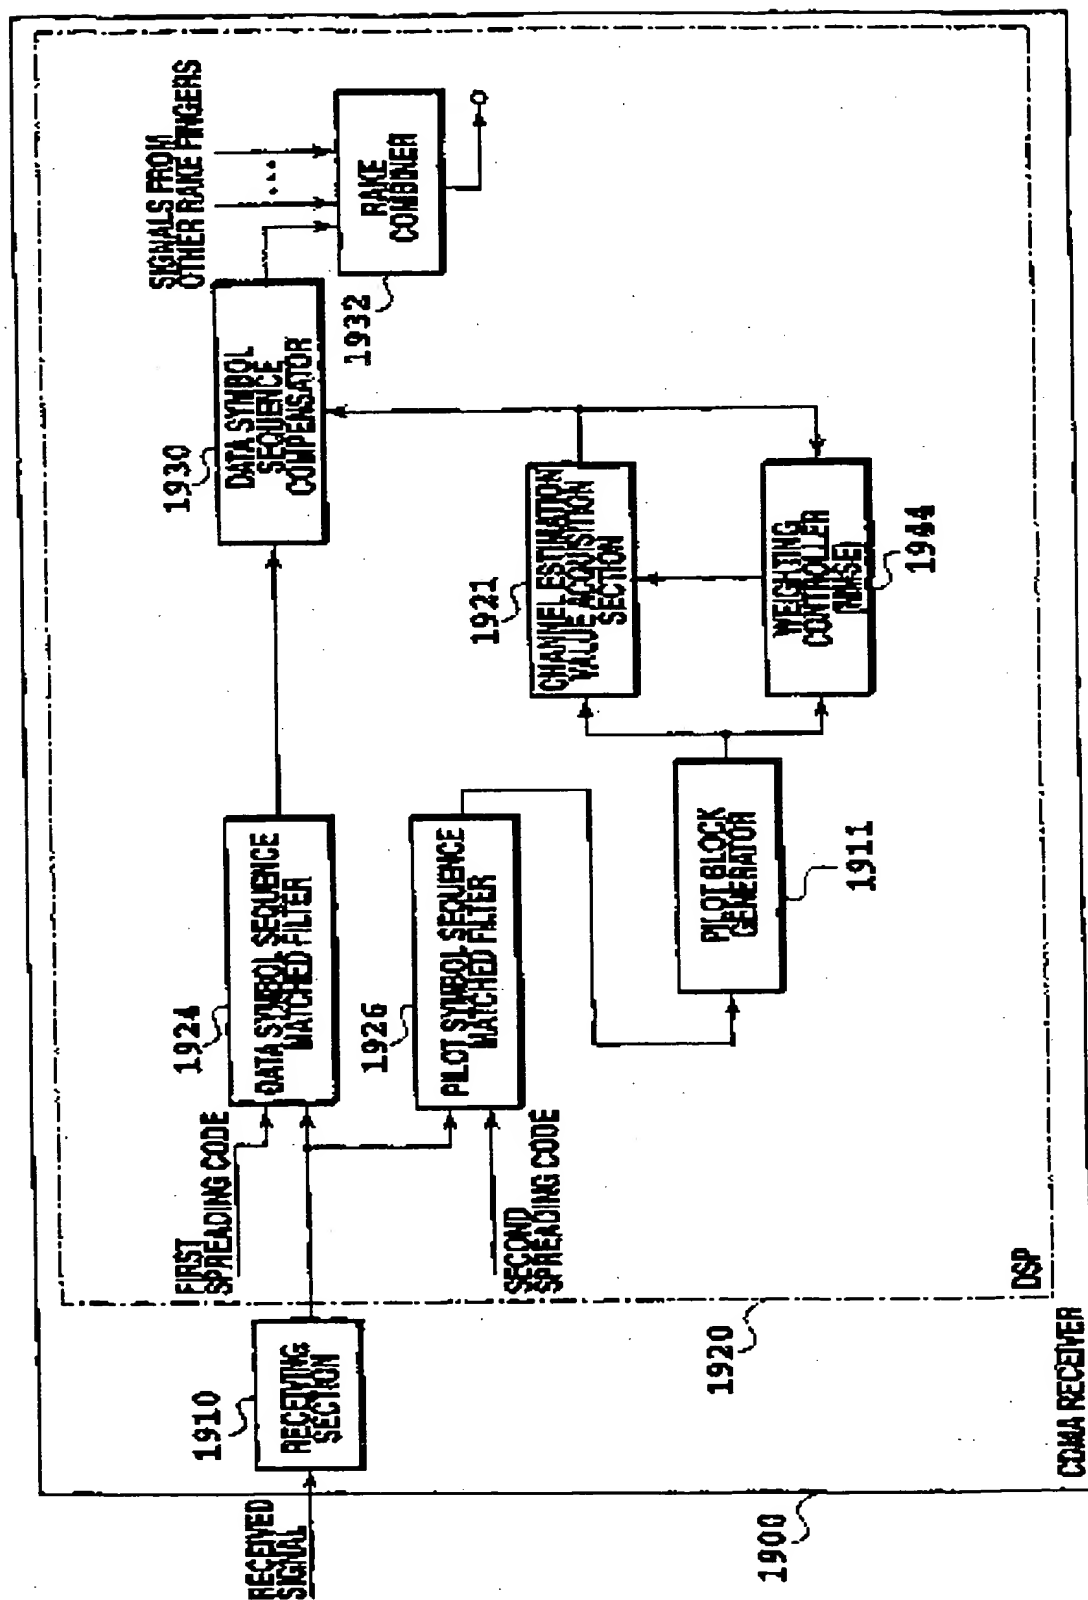 RECEIVED
SIGNAL
1910
RECEIVING
SECTION
FIRST
SPREADING CODE
SECOND
SPREADING CODE
1924
DATA SYMBOL SEQUENCE
MATCHED FILTER
1926
PILOT SYMBOL SEQUENCE
MATCHED FILTER
1911
PILOT BLOCK
GENERATOR
1921
CHANNEL ESTIMATION
VALUE ACQUISITION
SECTION
1944
WEIGHTING
CONTROLLER
1930
DATA SYMBOL
SEQUENCE
COMPENSATOR
SIGNALS FROM
OTHER RAKE FINGERS
...
1932
RAKE
COMBINER
1920
DSP
1900
CDMA RECEIVER